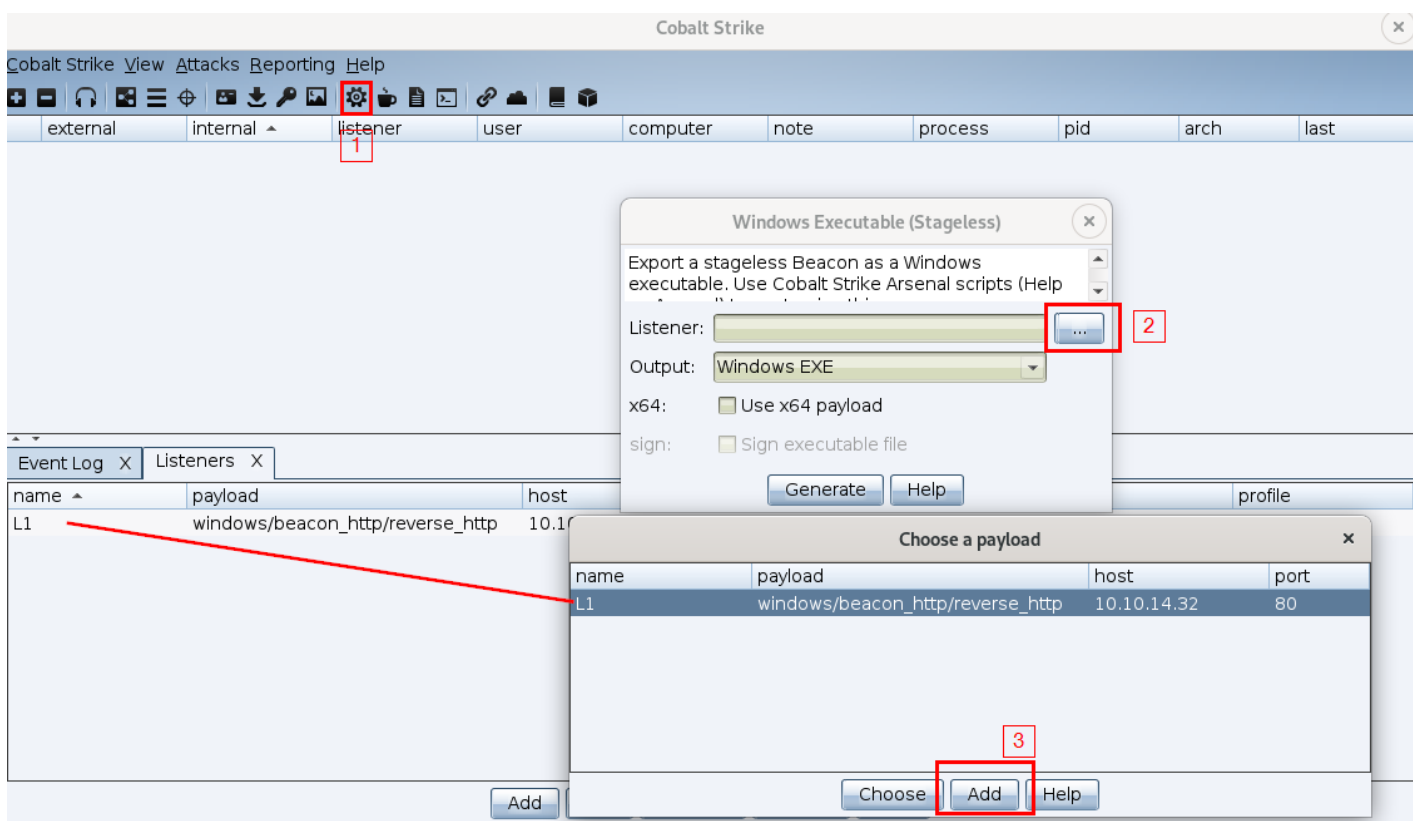 Cobalt Strike
Cobalt Strike View Attacks Reporting Help
external internal listener user computer note process pid arch last
1
Windows Executable (Stageless)
Export a stageless Beacon as a Windows
executable. Use Cobalt Strike Arsenal scripts (Help
Listener: ... 2
Output: Windows EXE
x64: Use x64 payload
sign: Sign executable file
Generate Help
Event Log X Listeners X
name payload host profile
L1 windows/beacon_http/reverse_http 10.10
Choose a payload
name payload host port
L1 windows/beacon_http/reverse_http 10.10.14.32 80
3
Choose Add Help
Add